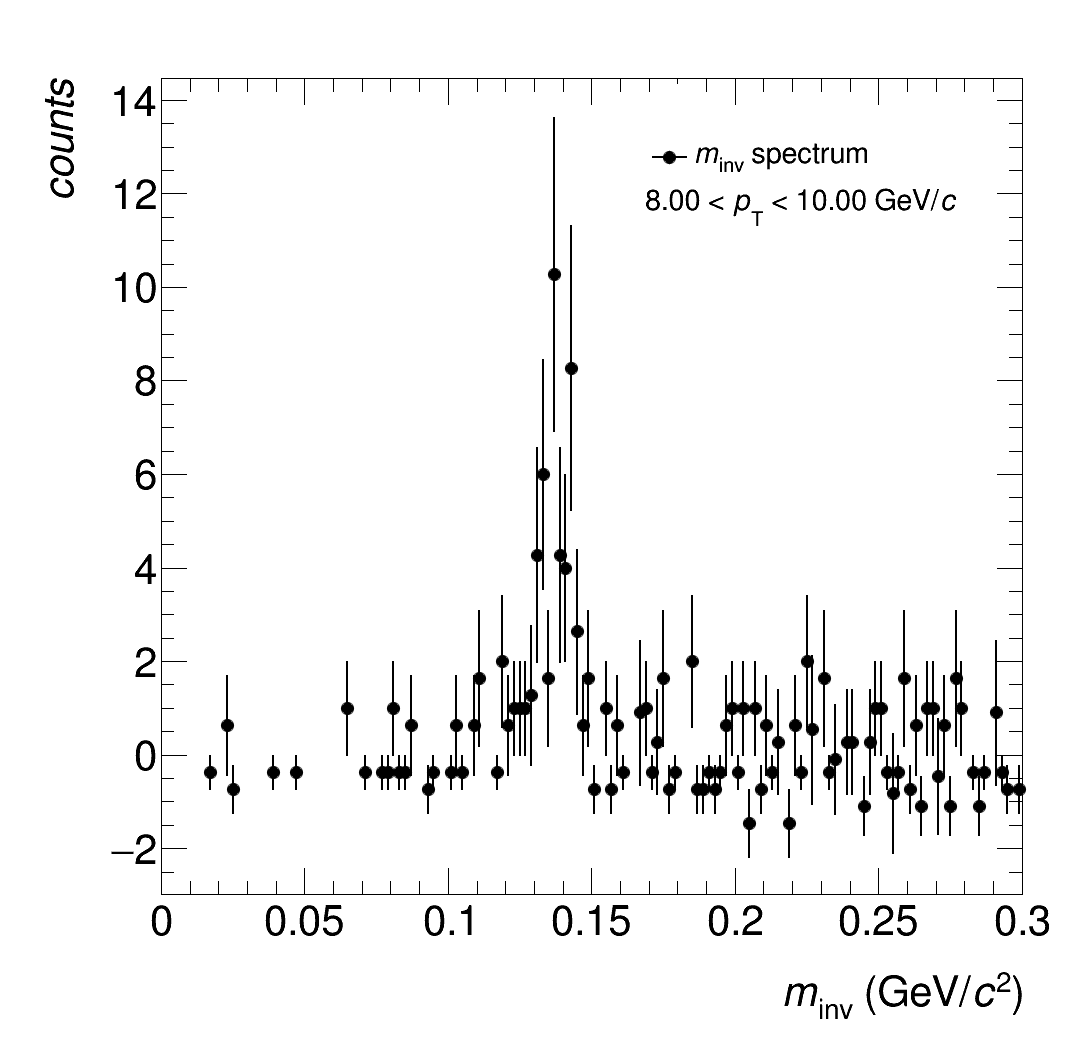 counts
14
12
10
8
6
4
2
0
−2
m_inv spectrum
8.00 < p_T < 10.00 GeV/c
0 0.05 0.1 0.15 0.2 0.25 0.3
m_inv (GeV/c²)